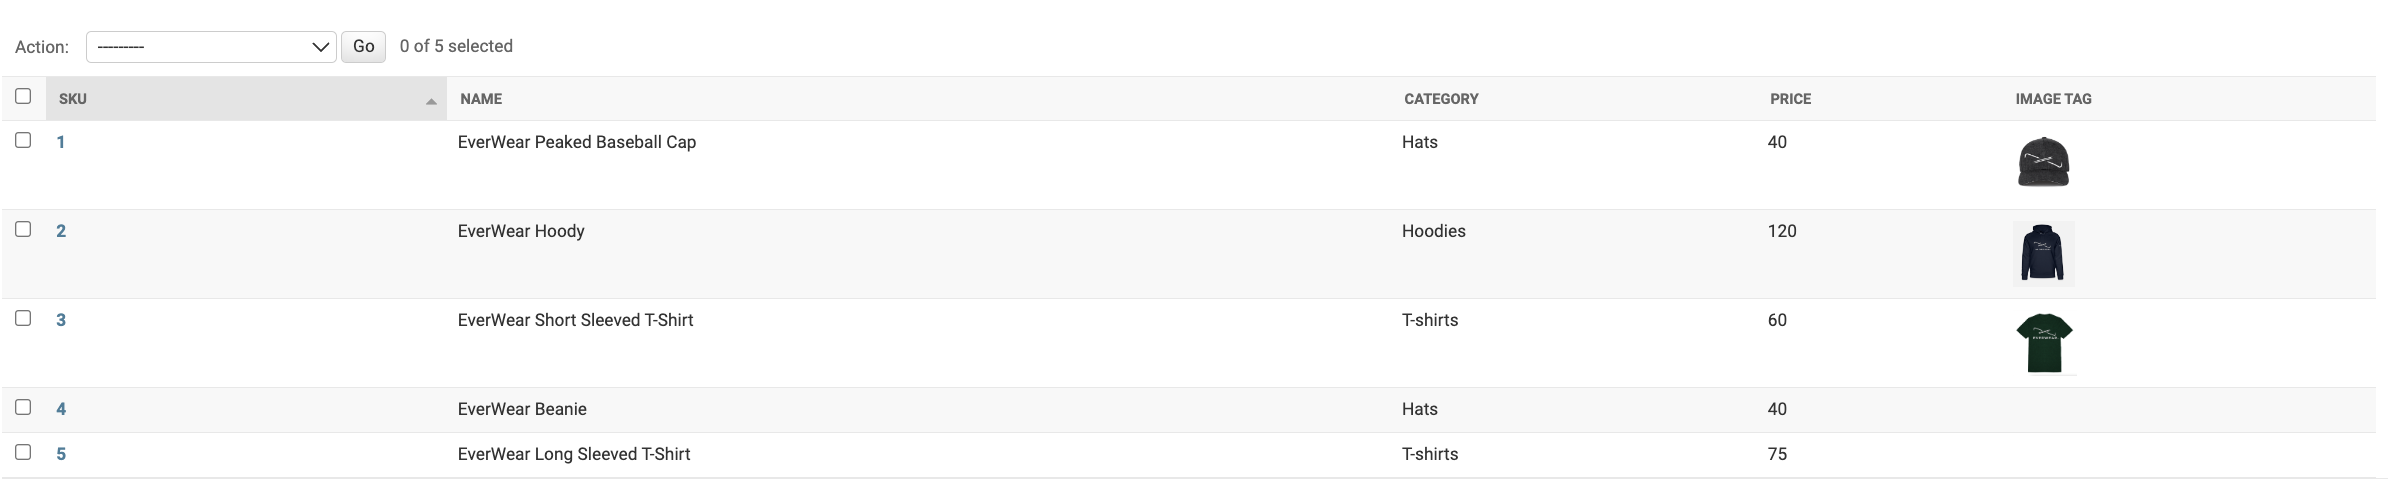 Action: --------- Go 0 of 5 selected
SKU NAME CATEGORY PRICE IMAGE TAG
1 EverWear Peaked Baseball Cap Hats 40
2 EverWear Hoody Hoodies 120
3 EverWear Short Sleeved T-Shirt T-shirts 60
EVERWEAR
4 EverWear Beanie Hats 40
5 EverWear Long Sleeved T-Shirt T-shirts 75